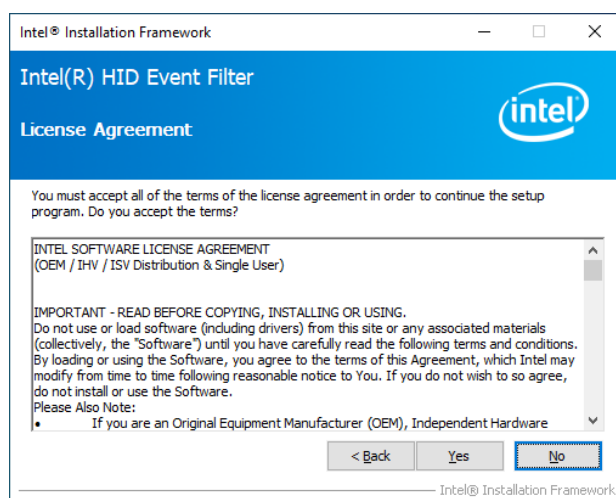 Intel® Installation Framework
Intel(R) HID Event Filter
intel
License Agreement
You must accept all of the terms of the license agreement in order to continue the setup
program. Do you accept the terms?
INTEL SOFTWARE LICENSE AGREEMENT
(OEM / IHV / ISV Distribution & Single User)
IMPORTANT - READ BEFORE COPYING, INSTALLING OR USING.
Do not use or load software (including drivers) from this site or any associated materials
(collectively, the "Software") until you have carefully read the following terms and conditions.
By loading or using the Software, you agree to the terms of this Agreement, which Intel may
modify from time to time following reasonable notice to You. If you do not wish to so agree,
do not install or use the Software.
Please Also Note:
• If you are an Original Equipment Manufacturer (OEM), Independent Hardware
< Back Yes No
Intel® Installation Framework